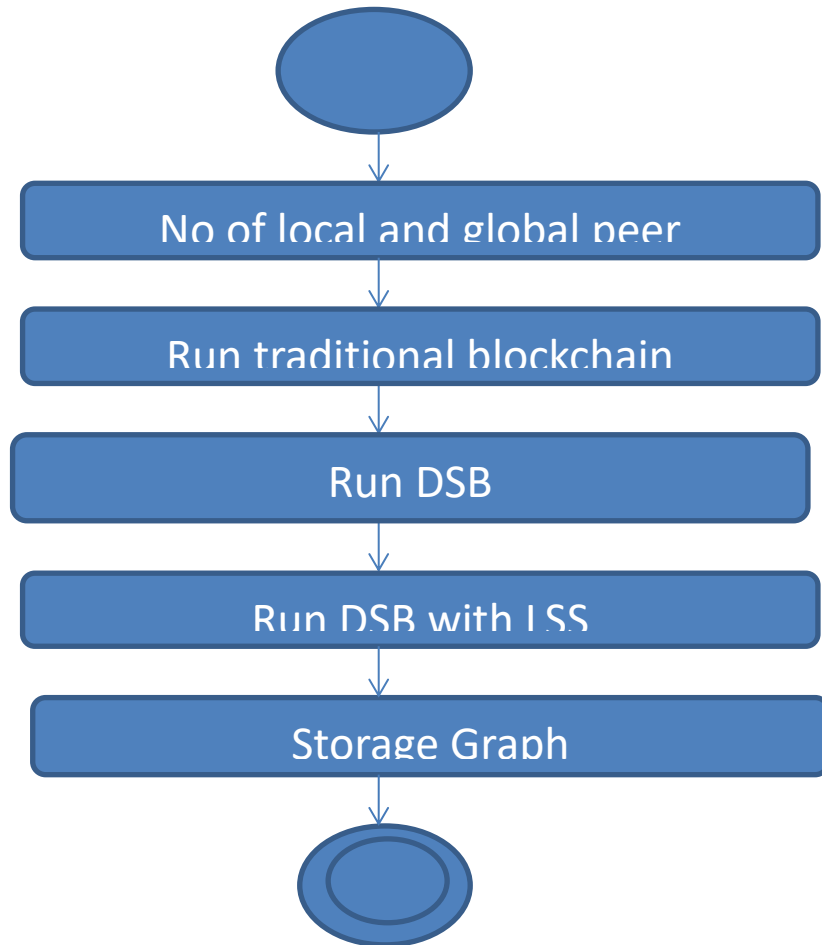 No of local and global peer
Run traditional blockchain
Run DSB
Run DSB with LSS
Storage Graph